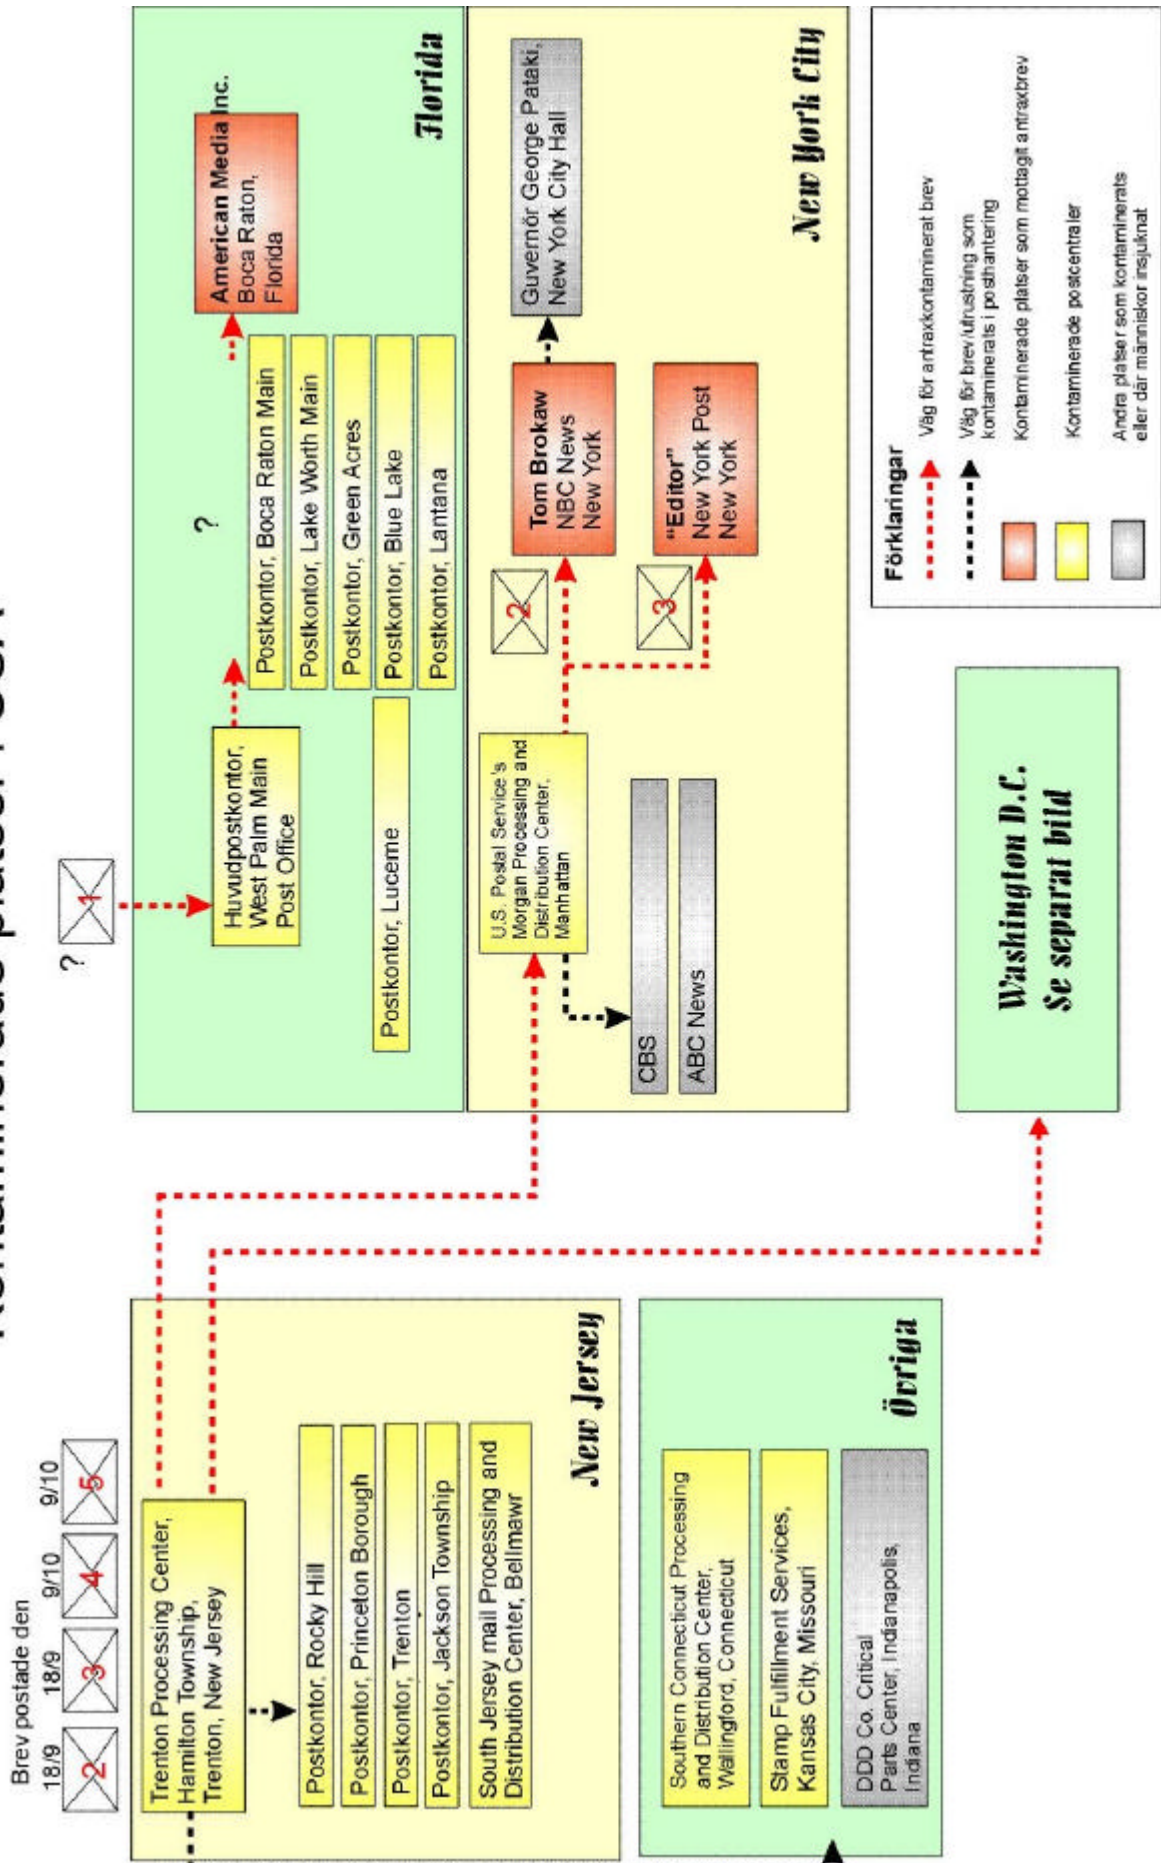 Brev postade den
18/9
18/9
9/10
9/10
2
3
4
5
Trenton Processing Center,
Hamilton Township,
Trenton, New Jersey
Postkontor, Rocky Hill
Postkontor, Princeton Borough
Postkontor, Trenton
Postkontor, Jackson Township
South Jersey mail Processing and
Distribution Center, Bellmawr
New Jersey
Southern Connecticut Processing
and Distribution Center,
Wallingford, Connecticut
Stamp Fulfillment Services,
Kansas City, Missouri
DDD Co. Critical
Parts Center, Indianapolis,
Indiana
Övriga
?
1
Huvudpostkontor,
West Palm Main
Post Office
?
Postkontor, Boca Raton Main
Postkontor, Lake Worth Main
Postkontor, Green Acres
Postkontor, Blue Lake
Postkontor, Lantana
Postkontor, Lucerne
American Media Inc.
Boca Raton,
Florida
Florida
U.S. Postal Service's
Morgan Processing and
Distribution Center,
Manhattan
CBS
ABC News
2
Tom Brokaw
NBC News
New York
3
"Editor"
New York Post
New York
Guvernör George Pataki,
New York City Hall
New York City
Washington D.C.
Se separat bild
Förklaringar
Väg för antraxkontaminerat brev
Väg för brev/utrustning som
kontaminerats i posthantering
Kontaminerade platser som mottagit antraxbrev
Kontaminerade postcentraler
Andra platser som kontaminerats
eller där människor insjuknat